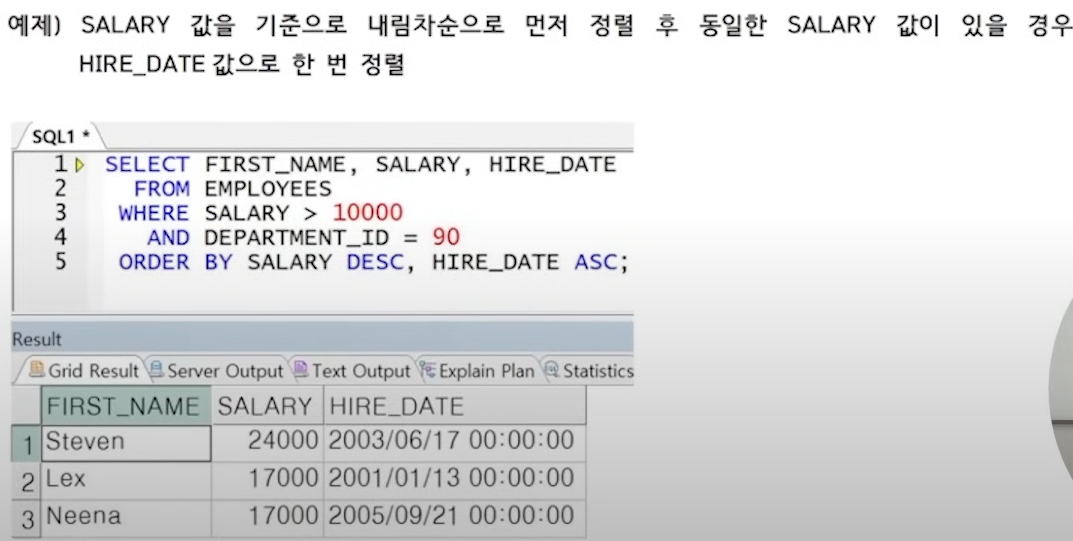 예제) SALARY 값을 기준으로 내림차순으로 먼저 정렬 후 동일한 SALARY 값이 있을 경우
HIRE_DATE 값으로 한 번 정렬
SQL1 *
1 SELECT FIRST_NAME, SALARY, HIRE_DATE
2 FROM EMPLOYEES
3 WHERE SALARY > 10000
4 AND DEPARTMENT_ID = 90
5 ORDER BY SALARY DESC, HIRE_DATE ASC;
Result
Grid Result Server Output Text Output Explain Plan Statistics
FIRST_NAME SALARY HIRE_DATE
1 Steven 24000 2003/06/17 00:00:00
2 Lex 17000 2001/01/13 00:00:00
3 Neena 17000 2005/09/21 00:00:00